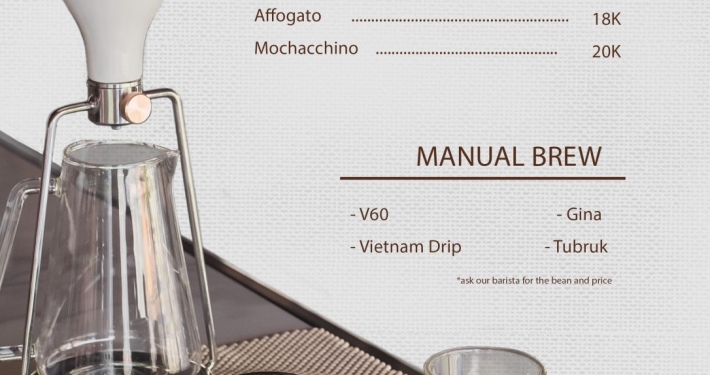 Affogato ........................................................ 18K
Mochacchino ............................................... 20K
MANUAL BREW
- V60 - Gina
- Vietnam Drip - Tubruk
*ask our barista for the bean and price